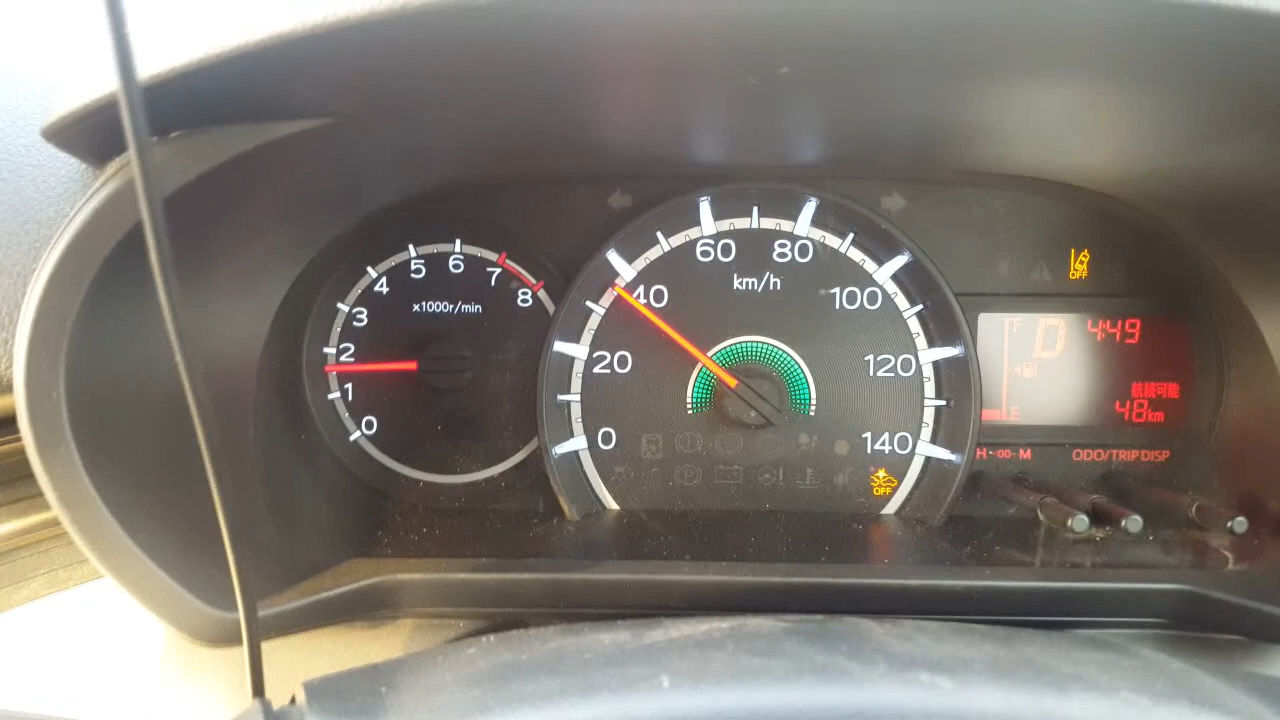 0
1
2
3
4
5
6
7
8
x1000r/min
0
20
40
60
80
100
120
140
km/h
OFF
OFF
F
D
4:49
E
航続可能
48km
H・:00・M
ODO/TRIP DISP